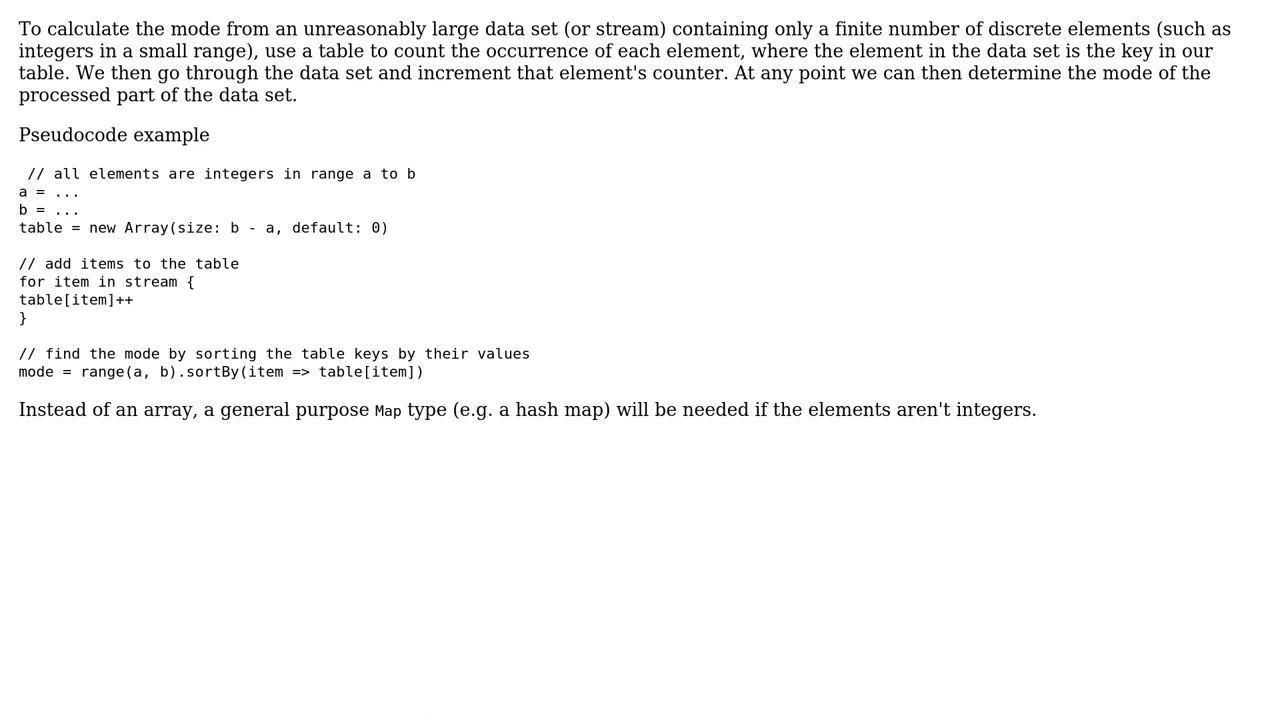 To calculate the mode from an unreasonably large data set (or stream) containing only a finite number of discrete elements (such as
integers in a small range), use a table to count the occurrence of each element, where the element in the data set is the key in our
table. We then go through the data set and increment that element's counter. At any point we can then determine the mode of the
processed part of the data set.
Pseudocode example
// all elements are integers in range a to b
a = ...
b = ...
table = new Array(size: b - a, default: 0)
// add items to the table
for item in stream {
table[item]++
}
// find the mode by sorting the table keys by their values
mode = range(a, b).sortBy(item => table[item])
Instead of an array, a general purpose Map type (e.g. a hash map) will be needed if the elements aren't integers.